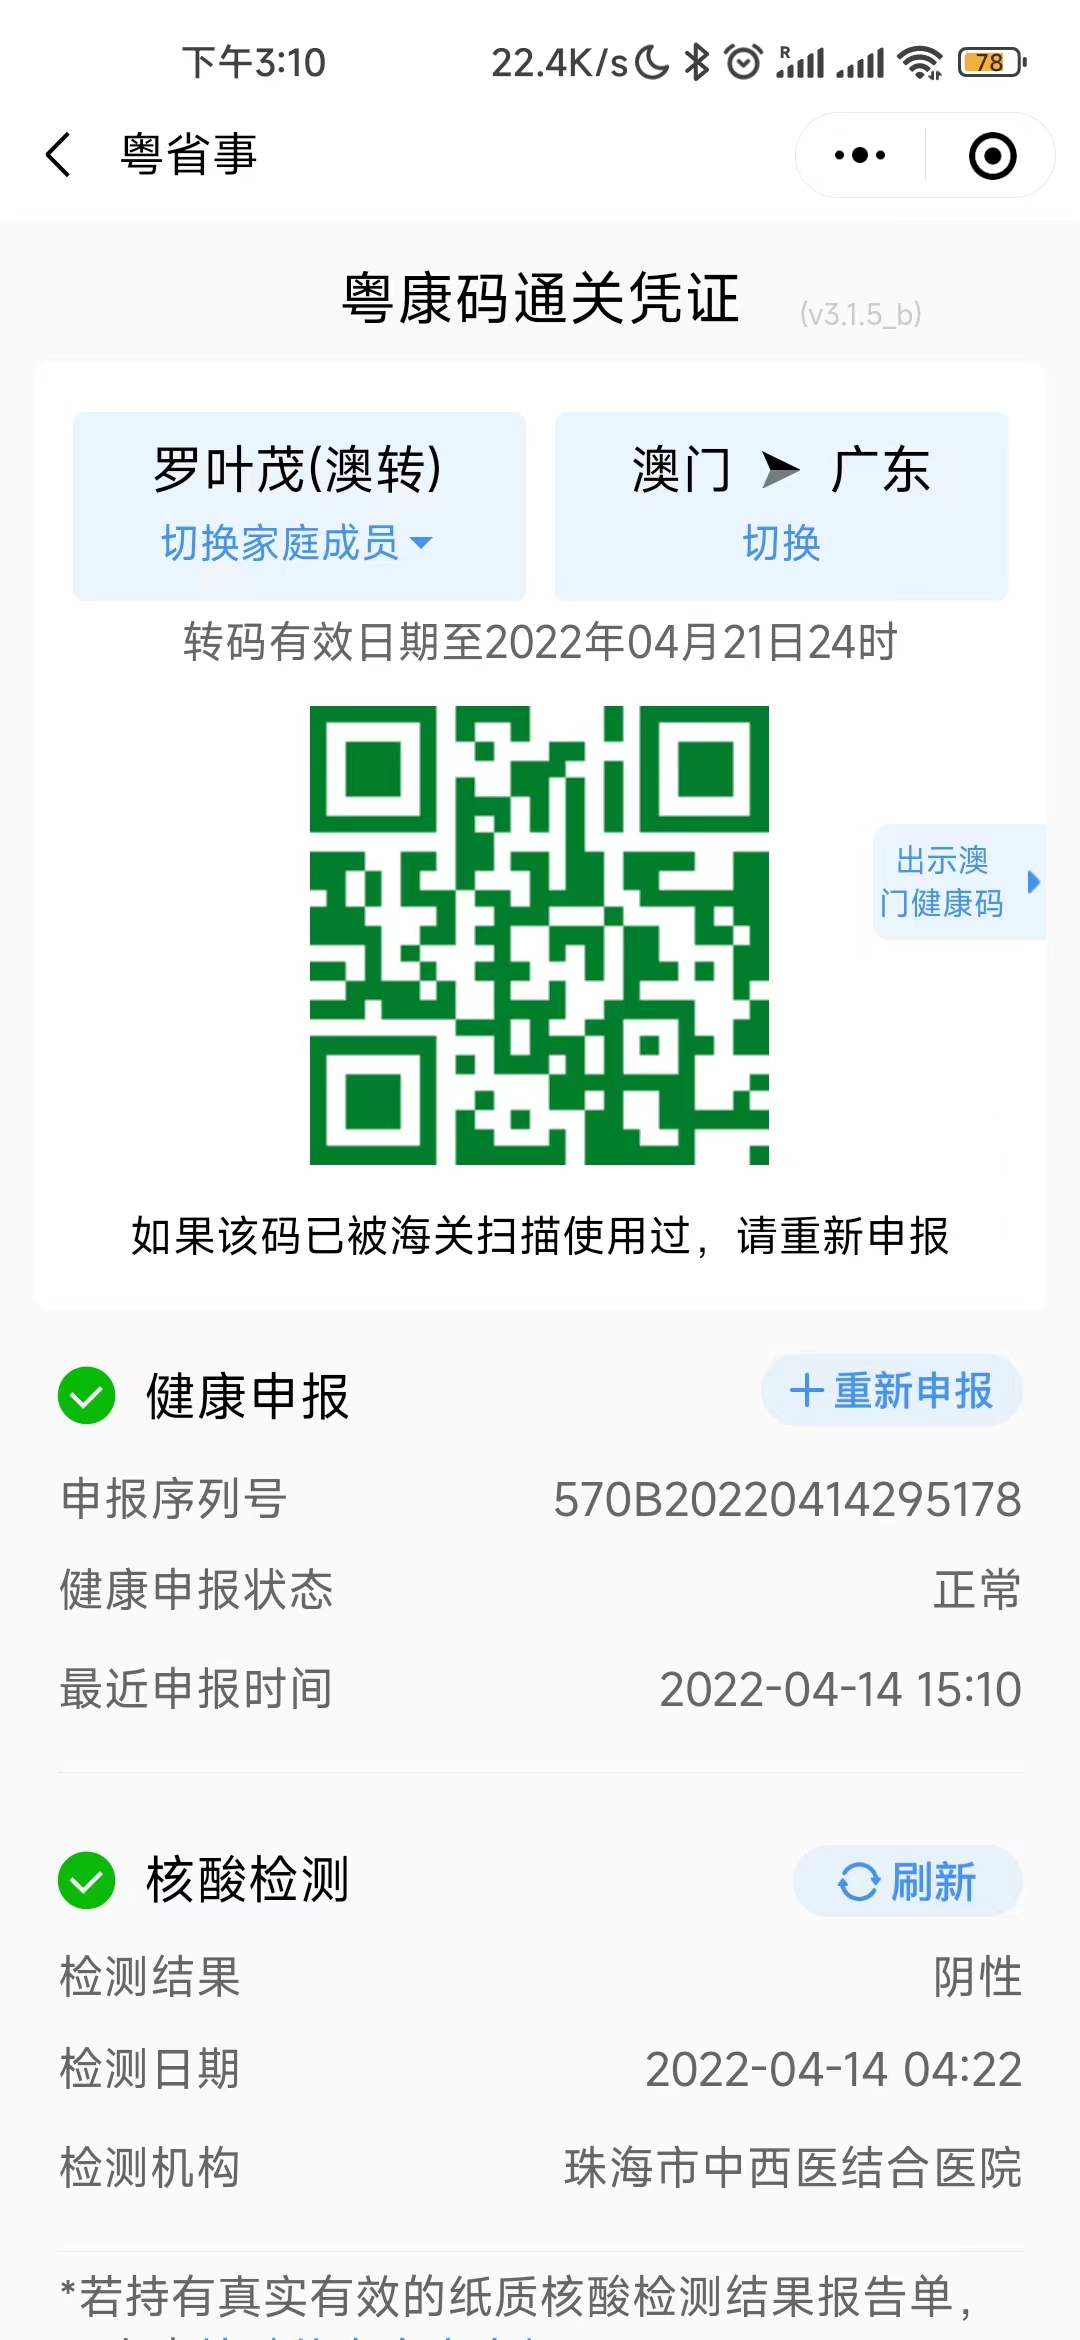 下午3:10
22.4K/s
R
78
粤省事
粤康码通关凭证
(v3.1.5_b)
罗叶茂(澳转)
切换家庭成员
澳门 ➤ 广东
切换
转码有效日期至2022年04月21日24时
出示澳
门健康码
如果该码已被海关扫描使用过，请重新申报
健康申报
+重新申报
申报序列号
570B20220414295178
健康申报状态
正常
最近申报时间
2022-04-14 15:10
核酸检测
刷新
检测结果
阴性
检测日期
2022-04-14 04:22
检测机构
珠海市中西医结合医院
*若持有真实有效的纸质核酸检测结果报告单，